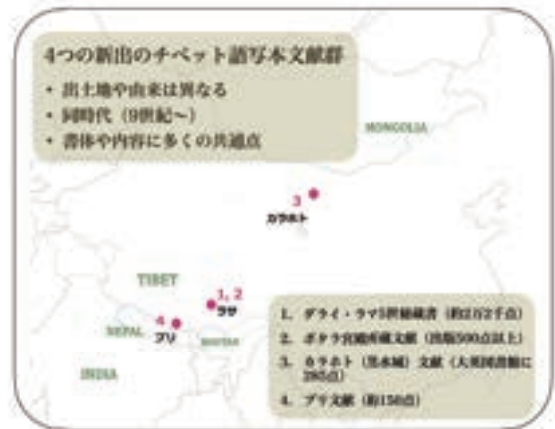 4つの新出のチベット語写本文献群
• 出土地や由来は異なる
• 同時代（9世紀〜）
• 書体や内容に多くの共通点
MONGOLIA
3
カラホト
TIBET
1, 2
ラサ
4
プリ
NEPAL
BHUTAN
INDIA
1. ダライ・ラマ5世秘蔵書（約2万2千点）
2. ポタラ宮殿所蔵文献（出版500点以上）
3. カラホト（黒水城）文献（大英図書館に
285点）
4. プリ文献（約150点）